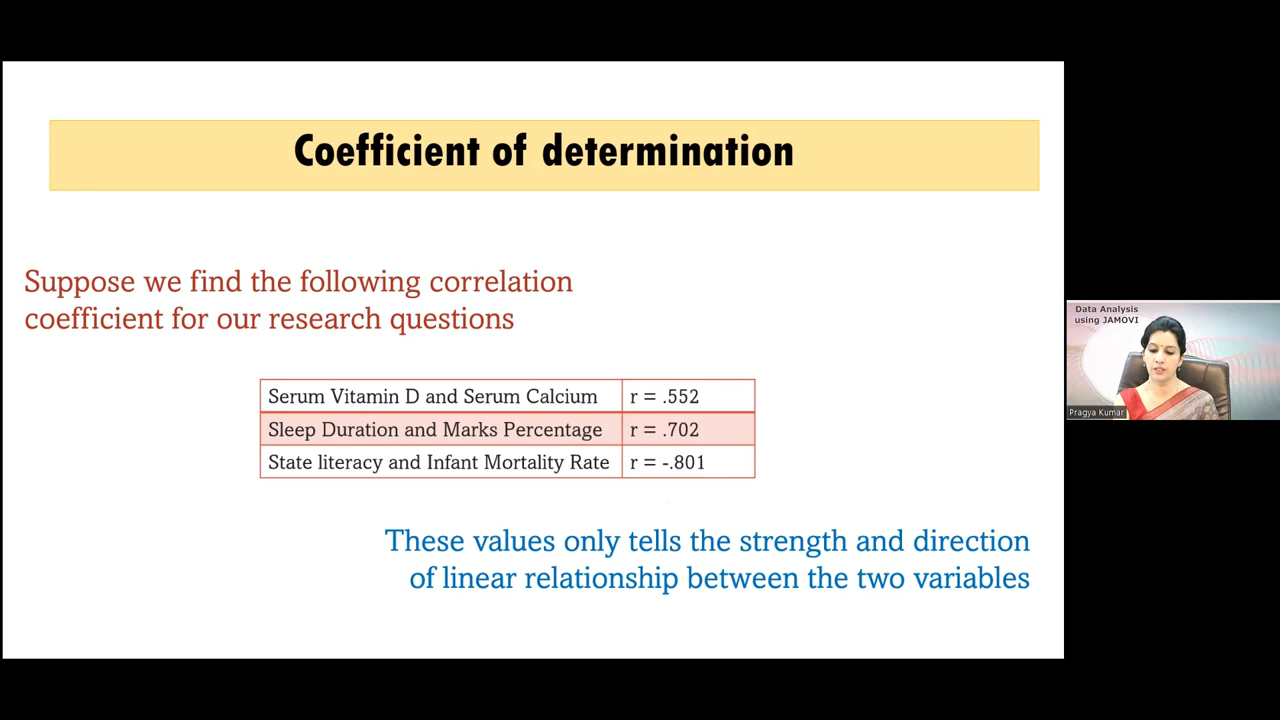 Coefficient of determination
Suppose we find the following correlation
coefficient for our research questions
Serum Vitamin D and Serum Calcium r = .552
Sleep Duration and Marks Percentage r = .702
State literacy and Infant Mortality Rate r = -.801
These values only tells the strength and direction
of linear relationship between the two variables
Data Analysis
using JAMOVI
Pragya Kumar